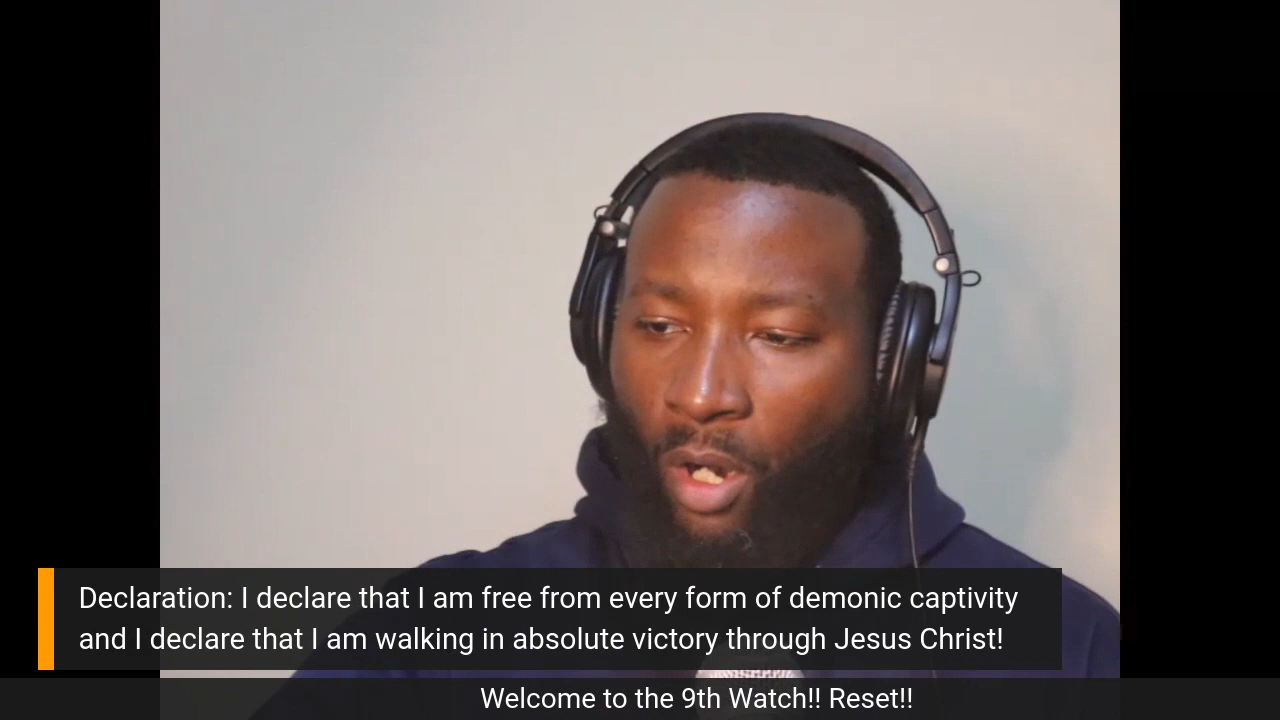 Declaration: I declare that I am free from every form of demonic captivity
and I declare that I am walking in absolute victory through Jesus Christ!
Welcome to the 9th Watch!! Reset!!